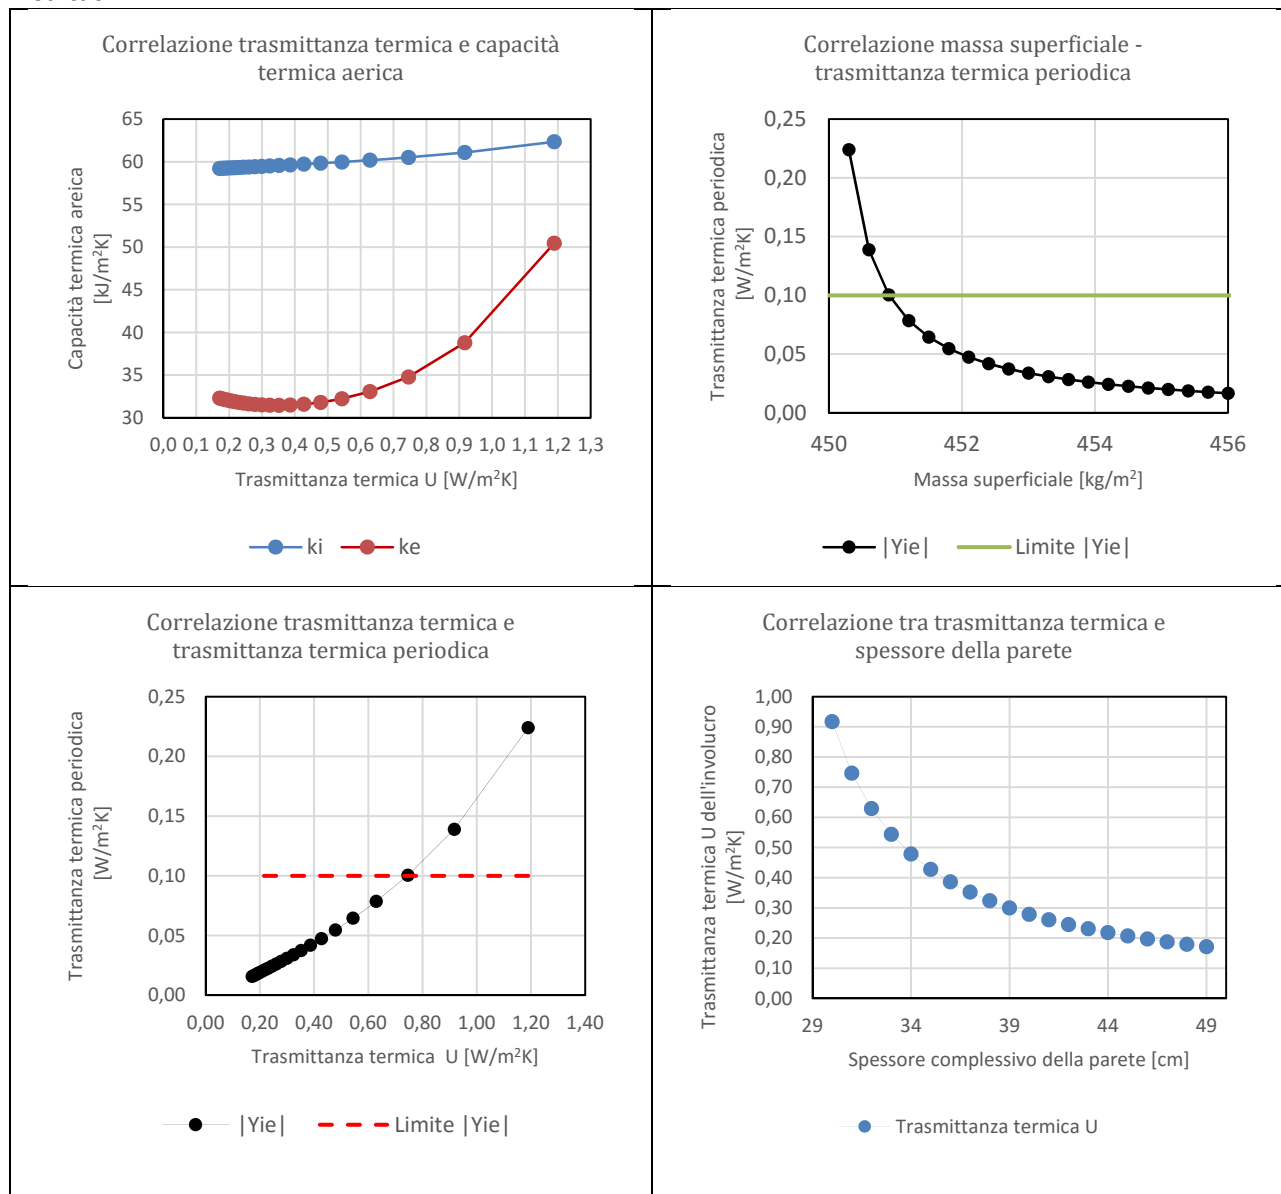 Correlazione trasmittanza termica e capacità
termica aerica
65
60
55
50
45
40
35
30
Capacità termica areica
[kJ/m²K]
0,0 0,1 0,2 0,3 0,4 0,5 0,6 0,7 0,8 0,9 1,0 1,1 1,2 1,3
Trasmittanza termica U [W/m²K]
ki ke
Correlazione massa superficiale -
trasmittanza termica periodica
0,25
0,20
0,15
0,10
0,05
0,00
Trasmittanza termica periodica
[W/m²K]
450 452 454 456
Massa superficiale [kg/m²]
|Yie| Limite |Yie|
Correlazione trasmittanza termica e
trasmittanza termica periodica
0,25
0,20
0,15
0,10
0,05
0,00
Trasmittanza termica periodica
[W/m²K]
0,00 0,20 0,40 0,60 0,80 1,00 1,20 1,40
Trasmittanza termica U [W/m²K]
|Yie| Limite |Yie|
Correlazione tra trasmittanza termica e
spessore della parete
1,00
0,90
0,80
0,70
0,60
0,50
0,40
0,30
0,20
0,10
0,00
Trasmittanza termica U dell'involucro
[W/m²K]
29 34 39 44 49
Spessore complessivo della parete [cm]
Trasmittanza termica U